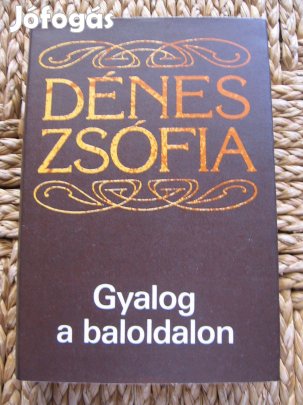 Jófogás
DÉNES
ZSÓFIA
Gyalog
a baloldalon